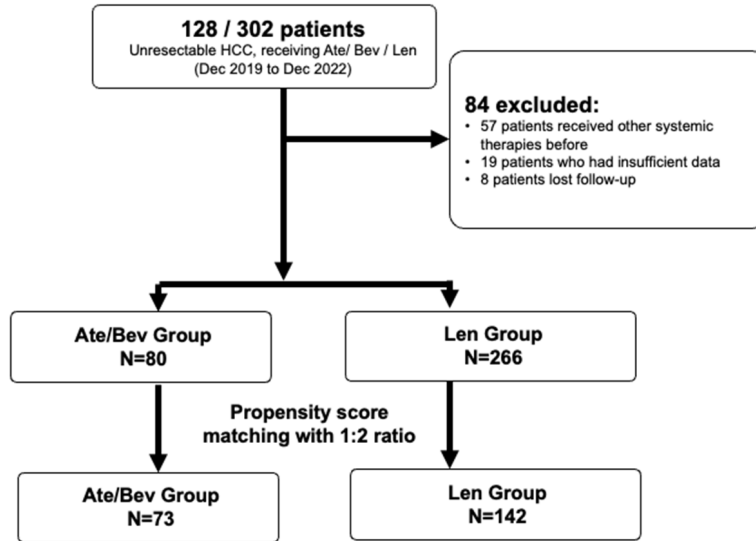 128 / 302 patients
Unresectable HCC, receiving Ate/ Bev / Len
(Dec 2019 to Dec 2022)
84 excluded:
• 57 patients received other systemic
therapies before
• 19 patients who had insufficient data
• 8 patients lost follow-up
Ate/Bev Group
N=80
Len Group
N=266
Propensity score
matching with 1:2 ratio
Ate/Bev Group
N=73
Len Group
N=142